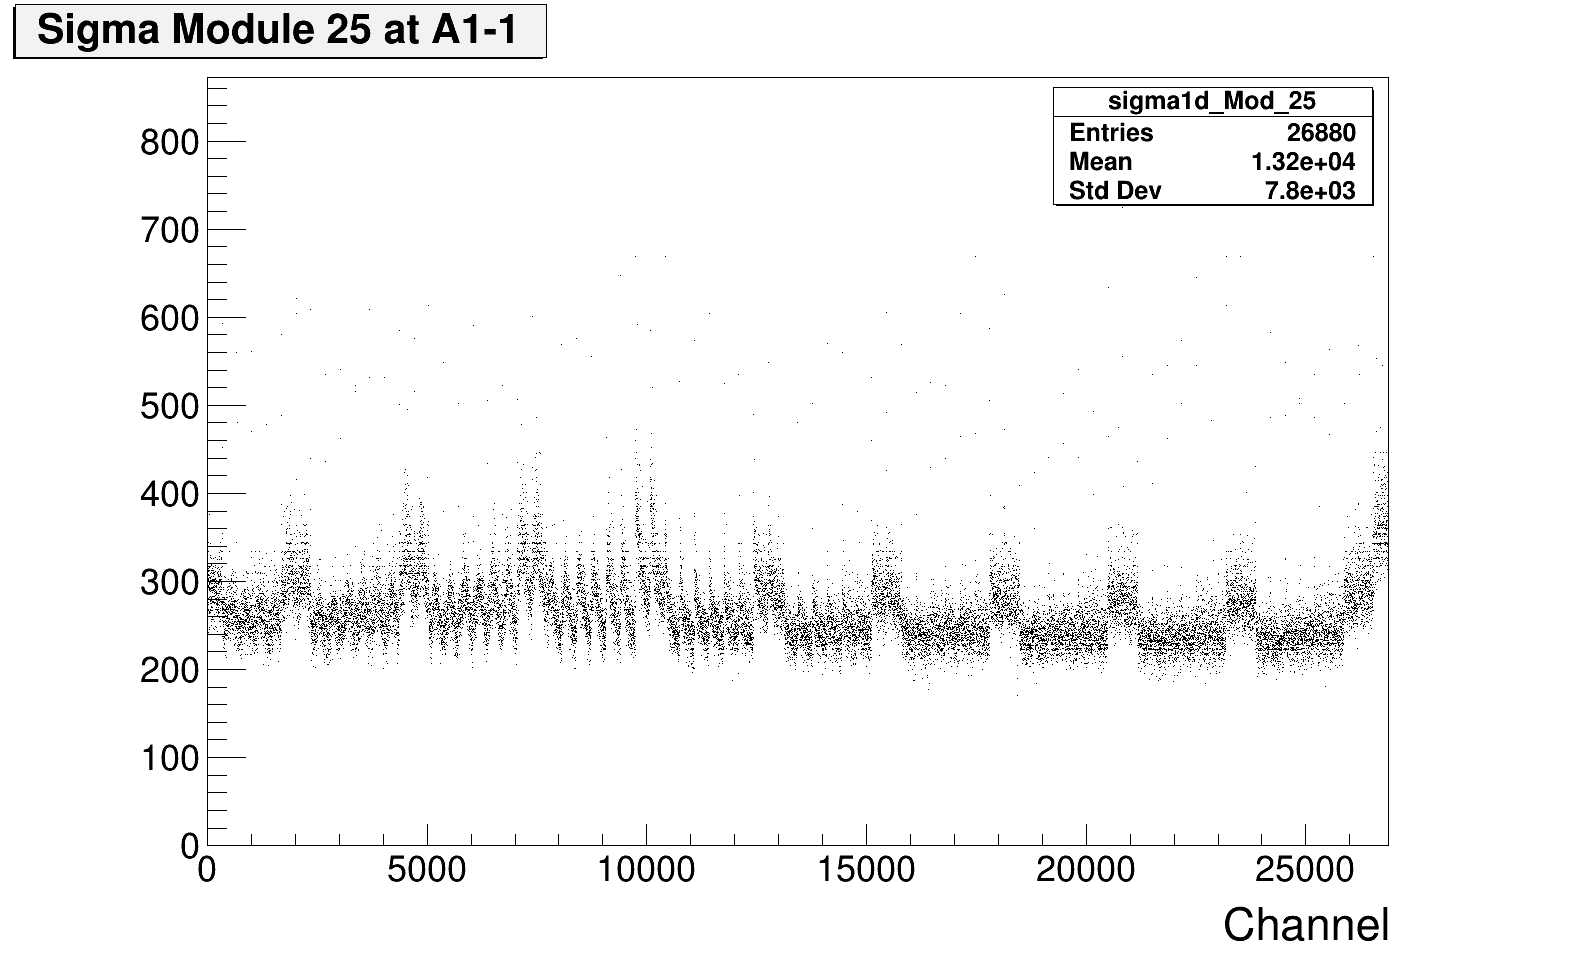 Sigma Module 25 at A1-1
sigma1d_Mod_25
Entries 26880
Mean 1.32e+04
Std Dev 7.8e+03
800
700
600
500
400
300
200
100
0
0 5000 10000 15000 20000 25000
Channel